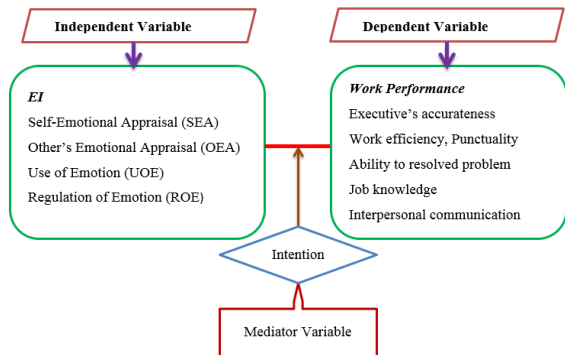 Independent Variable
Dependent Variable
EI
Self-Emotional Appraisal (SEA)
Other's Emotional Appraisal (OEA)
Use of Emotion (UOE)
Regulation of Emotion (ROE)
Work Performance
Executive's accurateness
Work efficiency, Punctuality
Ability to resolved problem
Job knowledge
Interpersonal communication
Intention
Mediator Variable